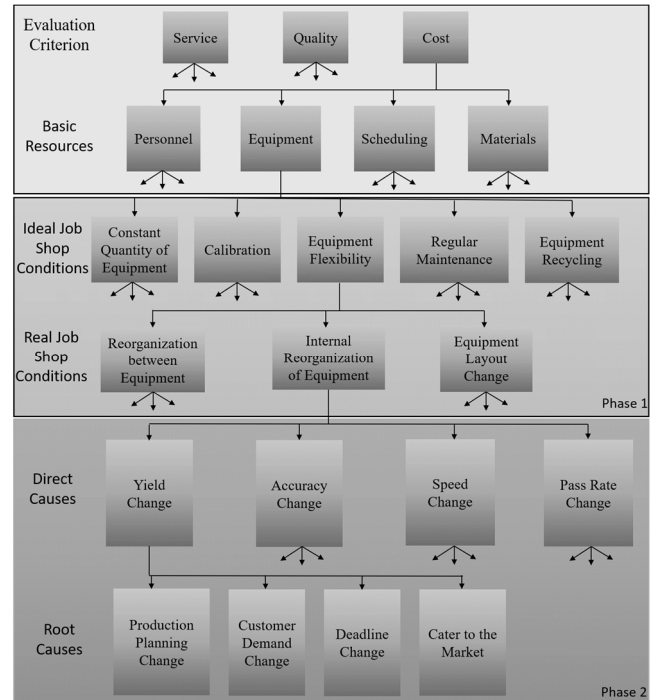 Evaluation
Criterion
Service
Quality
Cost
Basic
Resources
Personnel
Equipment
Scheduling
Materials
Ideal Job
Shop
Conditions
Constant
Quantity of
Equipment
Calibration
Equipment
Flexibility
Regular
Maintenance
Equipment
Recycling
Real Job
Shop
Conditions
Reorganization
between
Equipment
Internal
Reorganization
of Equipment
Equipment
Layout
Change
Phase 1
Direct
Causes
Yield
Change
Accuracy
Change
Speed
Change
Pass Rate
Change
Root
Causes
Production
Planning
Change
Customer
Demand
Change
Deadline
Change
Cater to the
Market
Phase 2